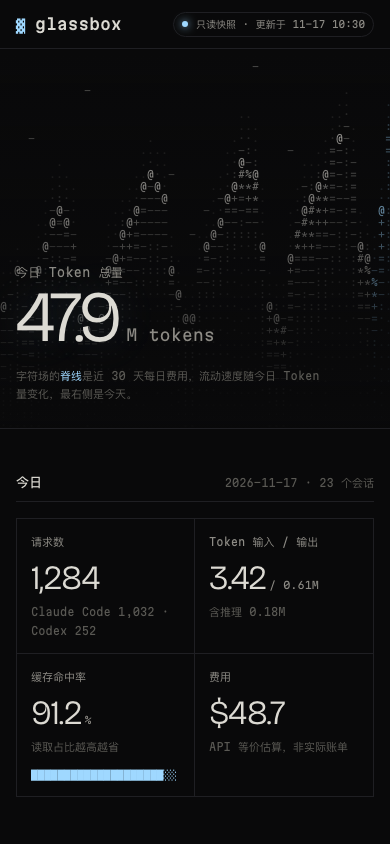 glassbox
只读快照 · 更新于 11-17 10:30
今日 Token 总量
47.9 M tokens
字符场的脊线是近 30 天每日费用，流动速度随今日 Token
量变化，最右侧是今天。
今日
2026-11-17 · 23 个会话
请求数
1,284
Claude Code 1,032 ·
Codex 252
Token 输入 / 输出
3.42 / 0.61M
含推理 0.18M
缓存命中率
91.2 %
读取占比越高越省
费用
$48.7
API 等价估算，非实际账单